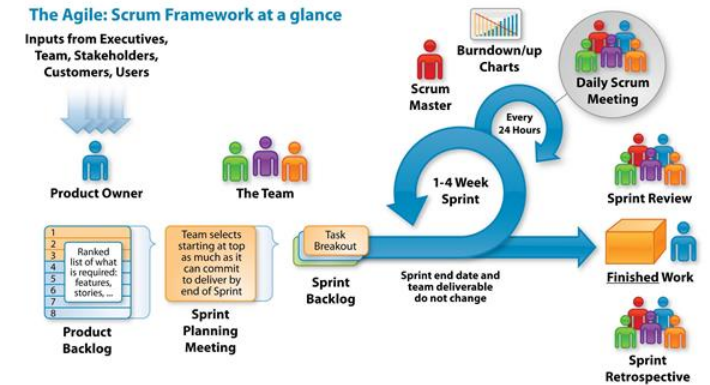 The Agile: Scrum Framework at a glance
Inputs from Executives,
Team, Stakeholders,
Customers, Users
Product Owner
The Team
Scrum
Master
Burndown/up
Charts
Daily Scrum
Meeting
Every
24 Hours
1-4 Week
Sprint
Sprint Review
1
2
3
4
5
6
7
8
Ranked
list of what
is required:
features,
stories, ...
Product
Backlog
Team selects
starting at top
as much as it
can commit
to deliver by
end of Sprint
Sprint
Planning
Meeting
Task
Breakout
Sprint
Backlog
Sprint end date and
team deliverable
do not change
Finished Work
Sprint
Retrospective